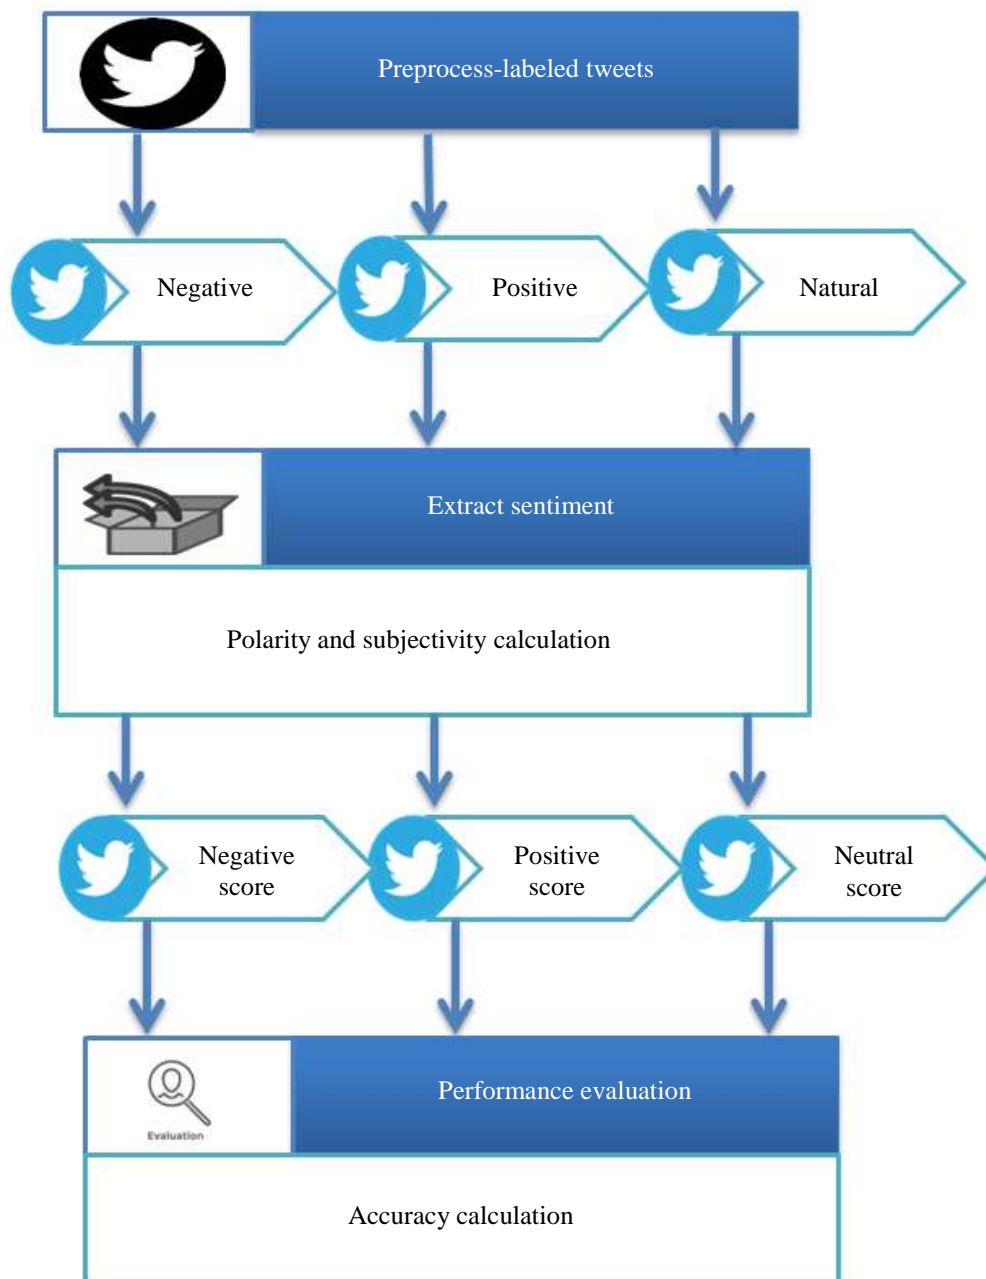 Preprocess-labeled tweets
Negative
Positive
Natural
Extract sentiment
Polarity and subjectivity calculation
Negative
score
Positive
score
Neutral
score
Performance evaluation
Evaluation
Accuracy calculation